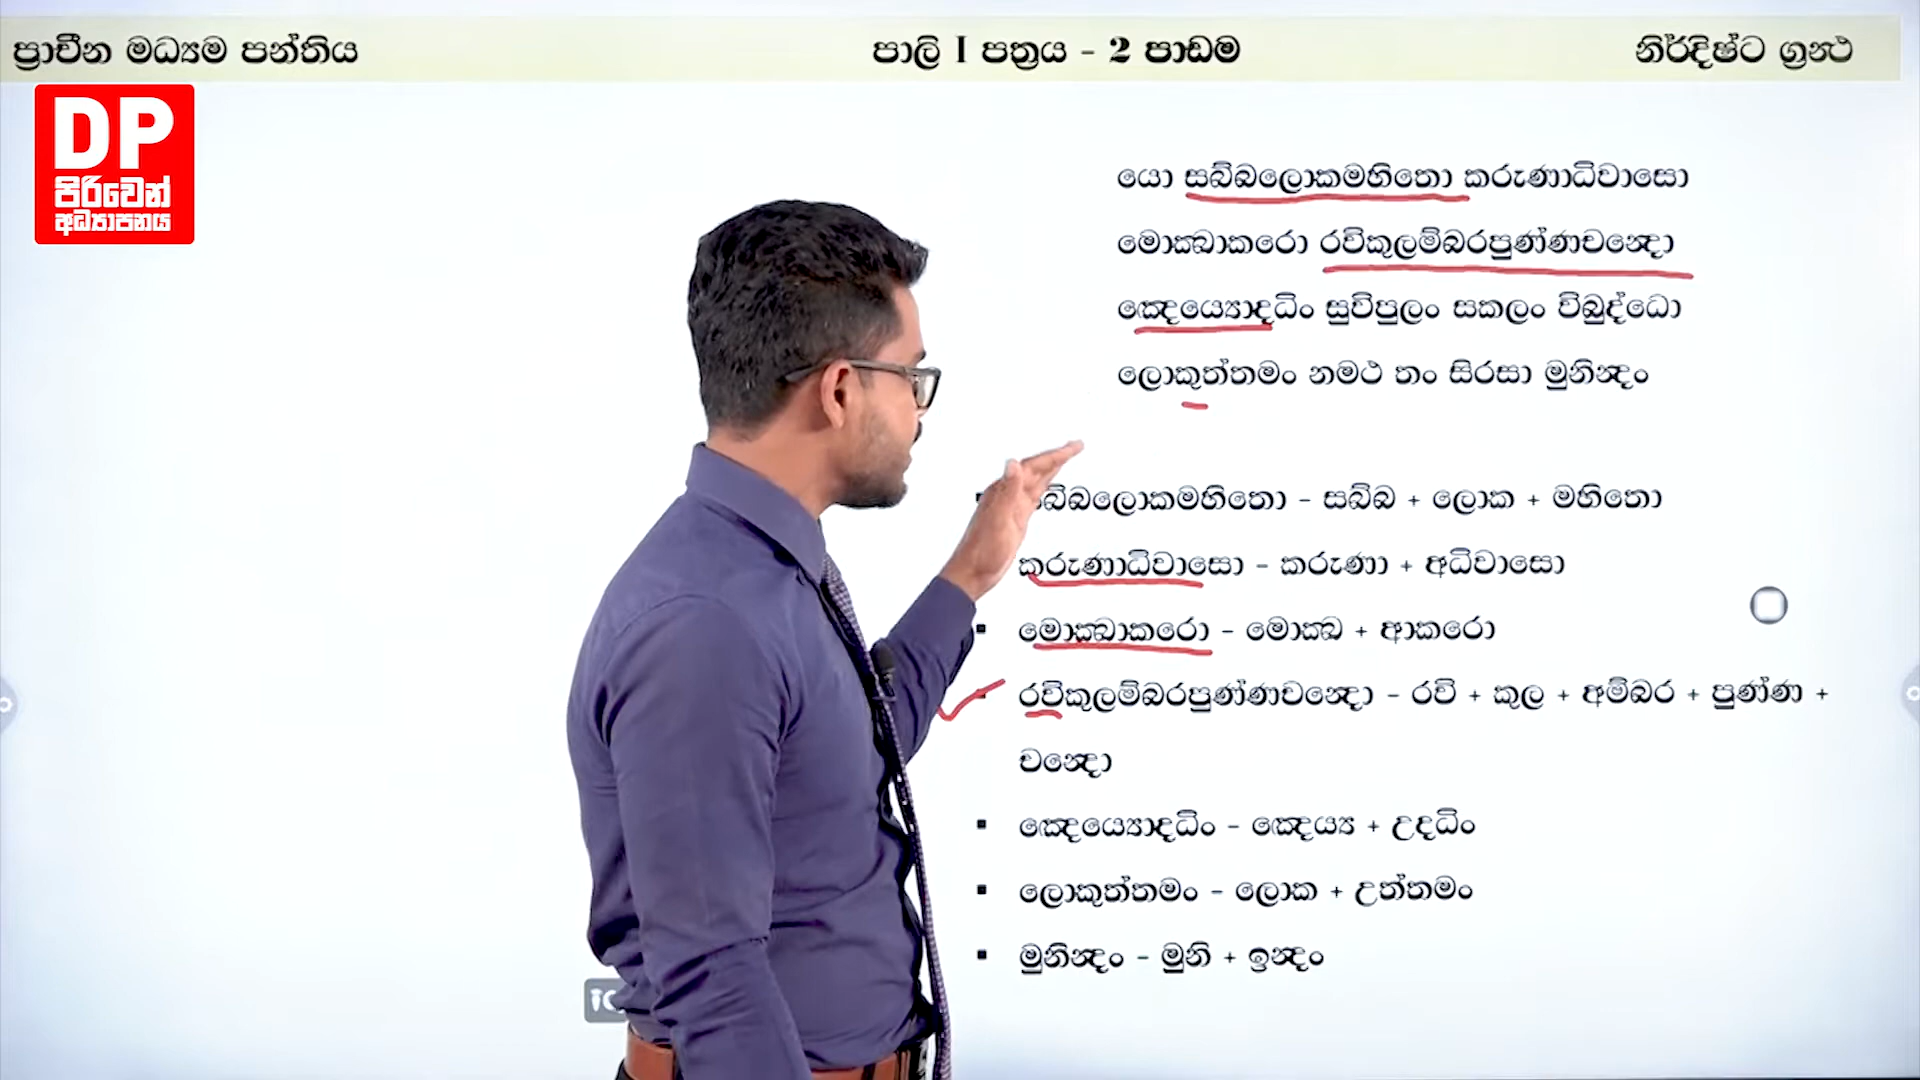 ප්‍රාචීන මධ්‍යම පන්තිය
පාලි I පත්‍රය - 2 පාඩම
නිර්දිෂ්ට ග්‍රන්ථ
DP
පිරිවෙන්
අධ්‍යාපනය
යො සබ්බලොකමහිතො කරුණාධිවාසො
මොක්‍ඛාකරො රවිකුලම්බරපුණ්ණචන්‍දො
ඤෙය්‍යොදධිං සුවිපුලං සකලං විබුද්ධො
ලොකුත්තමං නමථ තං සිරසා මුනින්‍දං
සබ්බලොකමහිතො - සබ්බ + ලොක + මහිතො
කරුණාධිවාසො - කරුණා + අධිවාසො
▪ මොක්‍ඛාකරො - මොක්‍ඛ + ආකරො
රවිකුලම්බරපුණ්ණචන්‍දො - රවි + කුල + අම්බර + පුණ්ණ +
චන්‍දො
▪ ඤෙය්‍යොදධිං - ඤෙය්‍ය + උදධිං
▪ ලොකුත්තමං - ලොක + උත්තමං
▪ මුනින්‍දං - මුනි + ඉන්‍දං